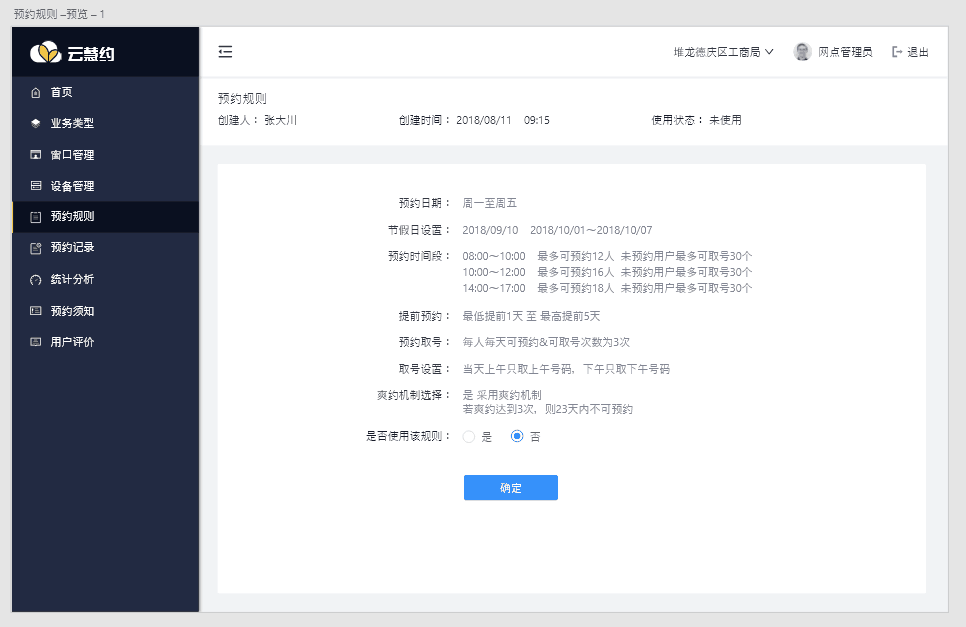 预约规则 –预览 – 1
云慧约
堆龙德庆区工商局
网点管理员
退出
首页
业务类型
窗口管理
设备管理
预约规则
预约记录
统计分析
预约须知
用户评价
预约规则
创建人： 张大川 创建时间： 2018/08/11 09:15 使用状态： 未使用
预约日期： 周一至周五
节假日设置： 2018/09/10 2018/10/01～2018/10/07
预约时间段： 08:00～10:00 最多可预约12人 未预约用户最多可取号30个
10:00～12:00 最多可预约16人 未预约用户最多可取号30个
14:00～17:00 最多可预约18人 未预约用户最多可取号30个
提前预约： 最低提前1天 至 最高提前5天
预约取号： 每人每天可预约&可取号次数为3次
取号设置： 当天上午只取上午号码，下午只取下午号码
爽约机制选择： 是 采用爽约机制
若爽约达到3次，则23天内不可预约
是否使用该规则： 是 否
确定